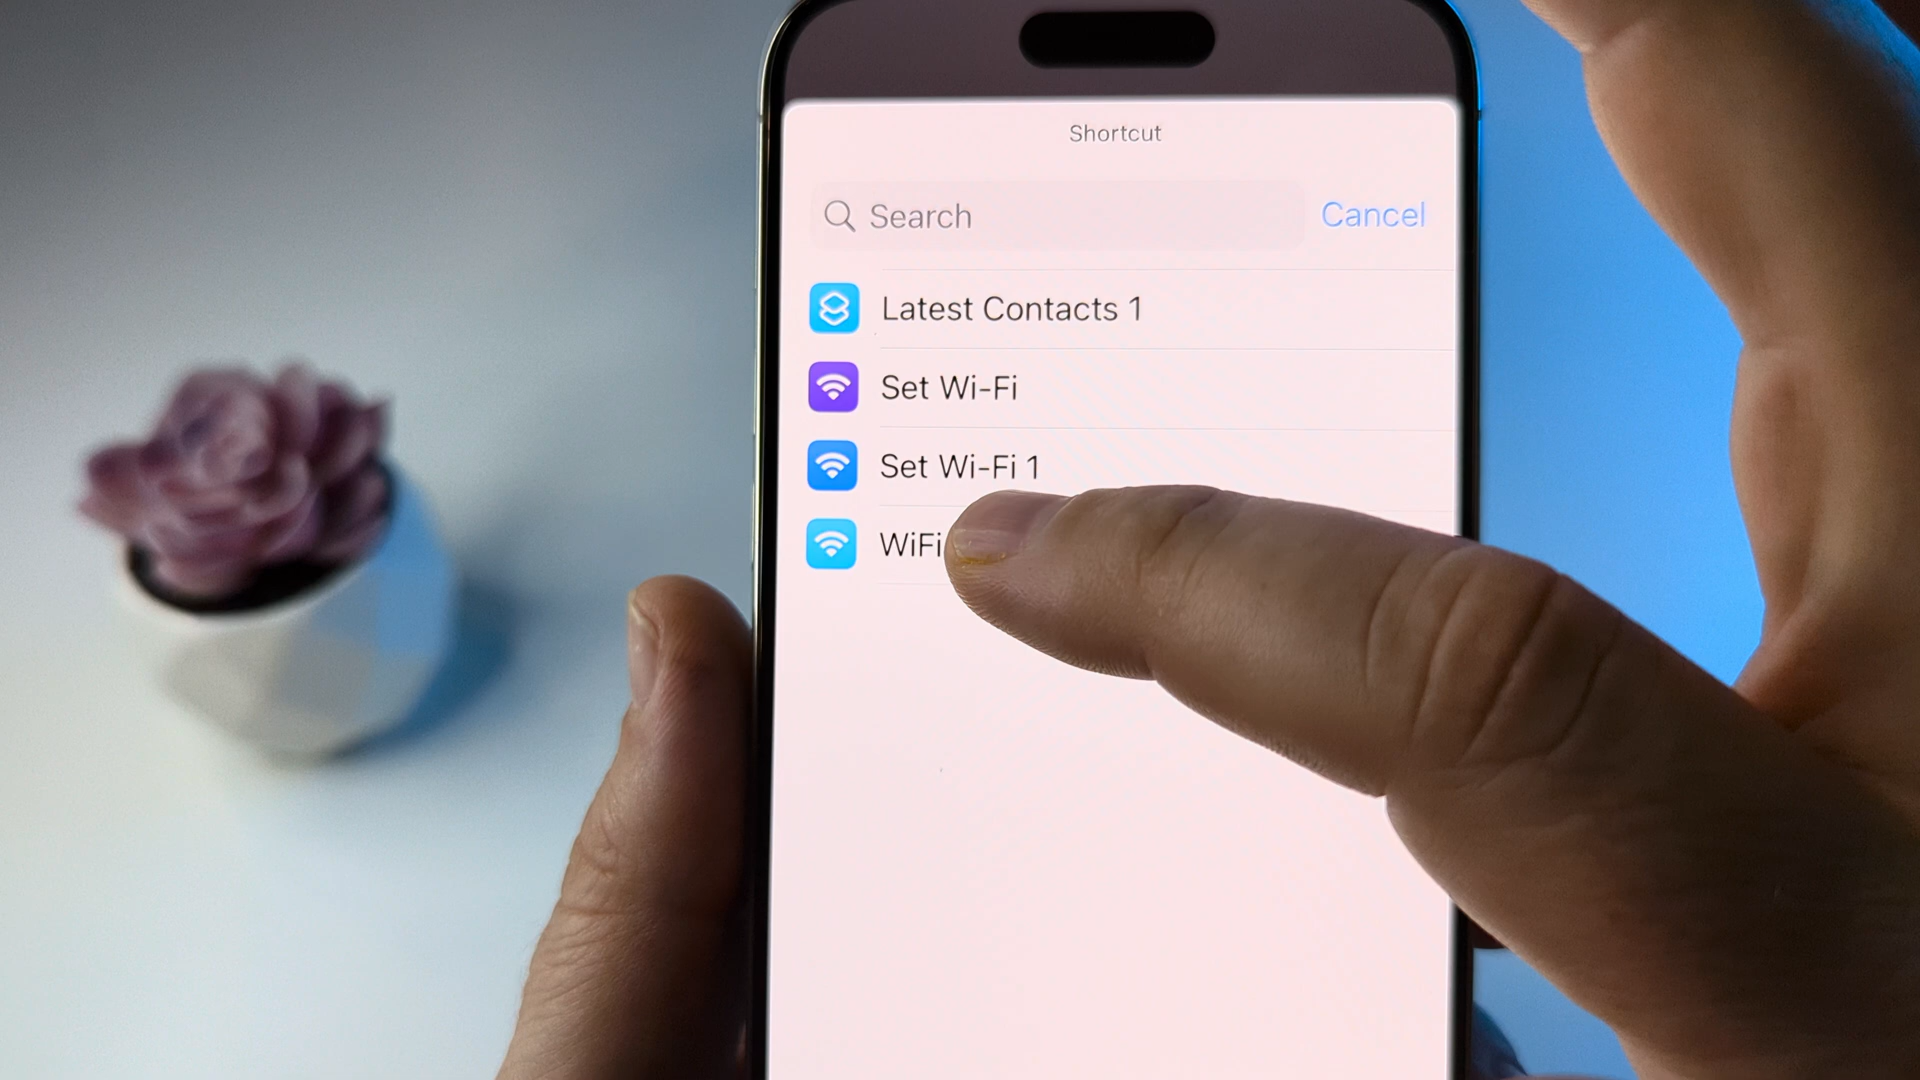 Shortcut
Search
Cancel
Latest Contacts 1
Set Wi-Fi
Set Wi-Fi 1
WiFi